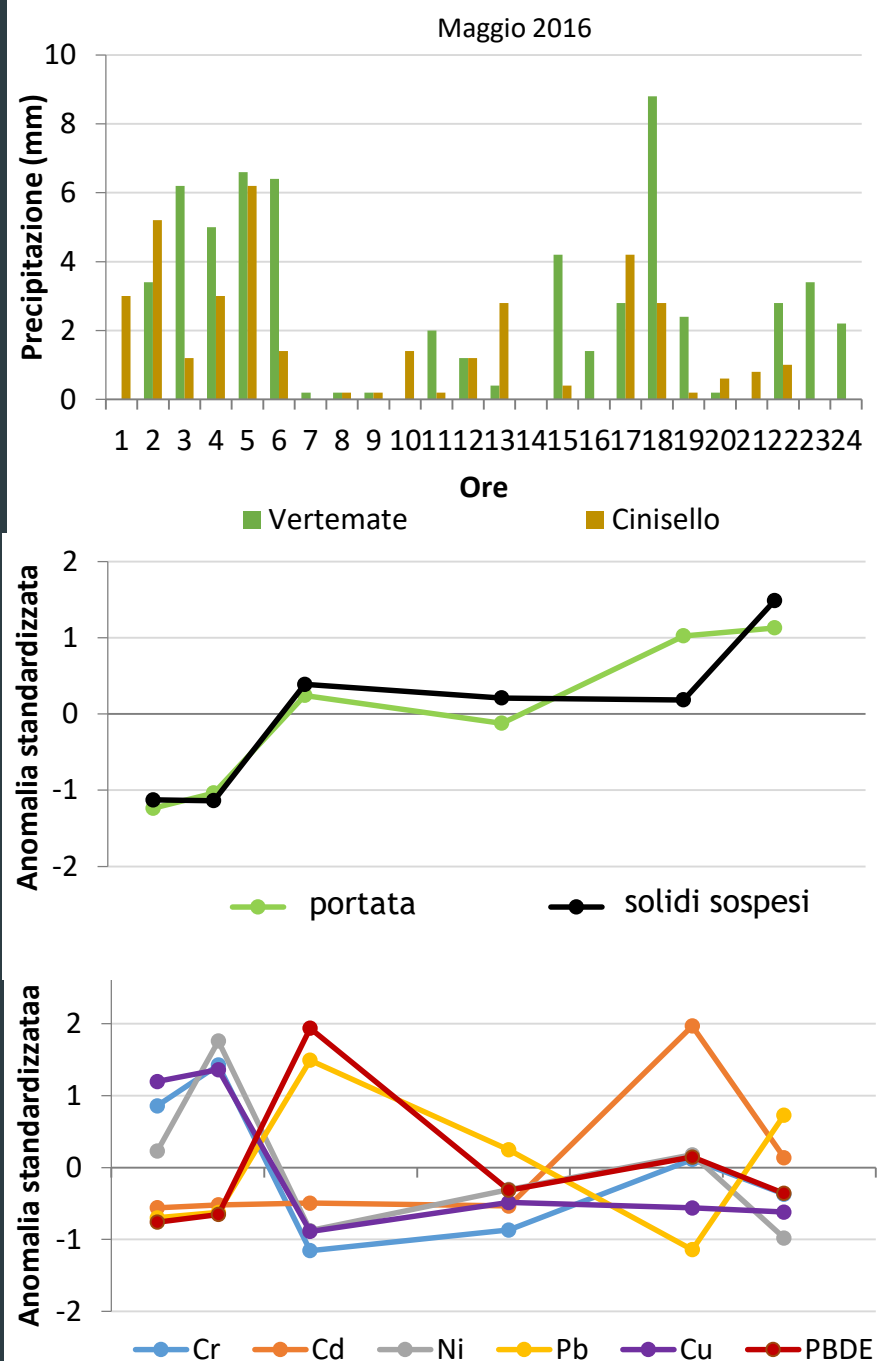 Maggio 2016
Precipitazione (mm)
10
8
6
4
2
0
1 2 3 4 5 6 7 8 9 101112131415161718192021222324
Ore
Vertemate Cinisello
Anomalia standardizzata
2
1
0
-1
-2
portata solidi sospesi
Anomalia standardizzataa
2
1
0
-1
-2
Cr Cd Ni Pb Cu PBDE